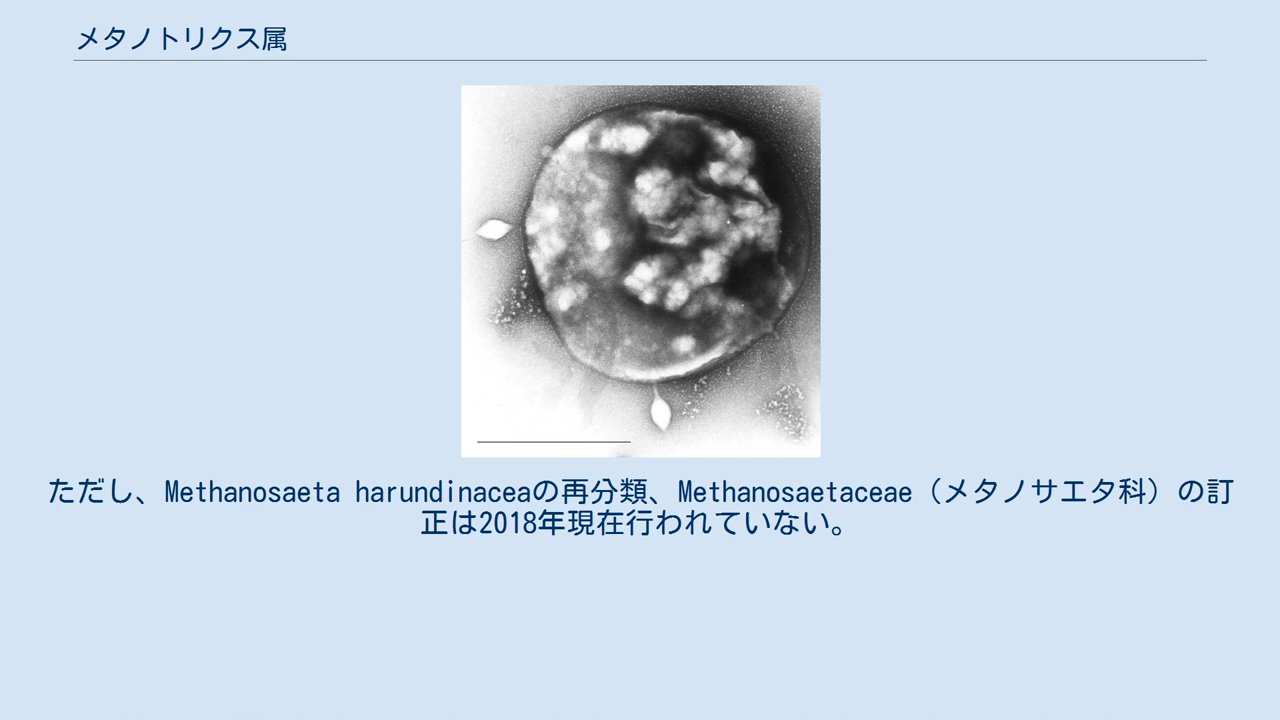 メタノトリクス属
ただし、Methanosaeta harundinaceaの再分類、Methanosaetaceae（メタノサエタ科）の訂
正は2018年現在行われていない。